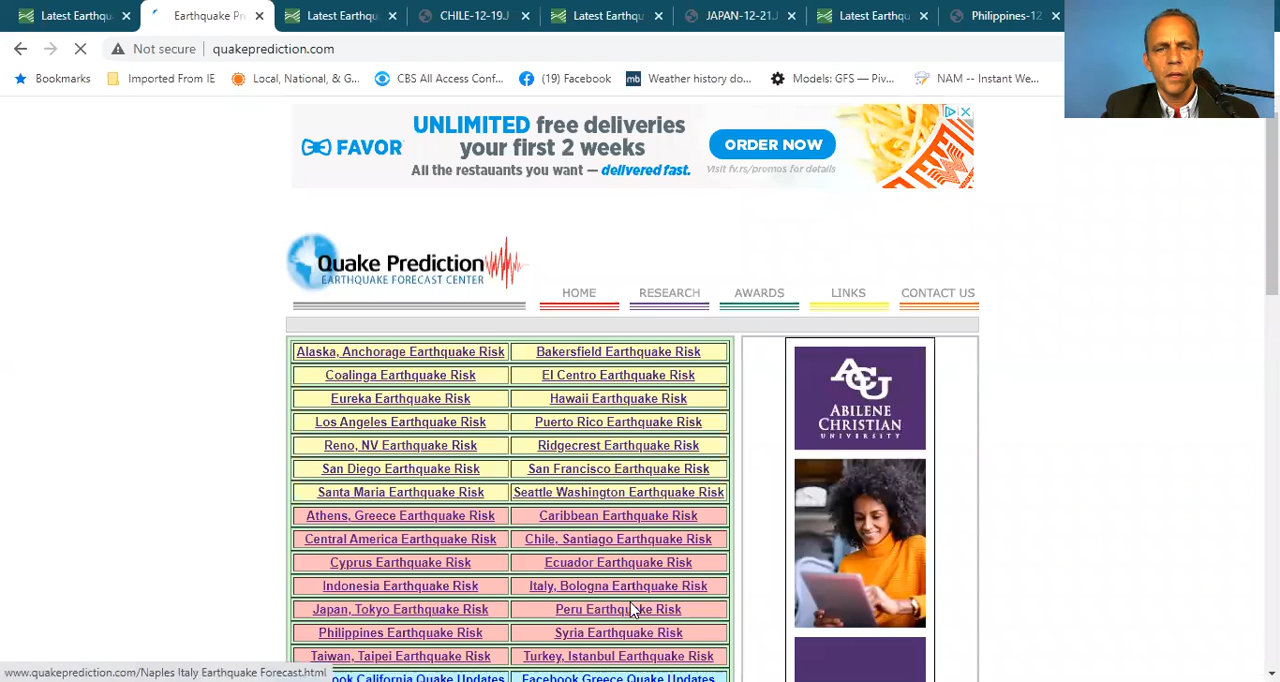 Latest Earthqu
Earthquake Pre
Latest Earthqu
CHILE-12-19.J
Latest Earthqu
JAPAN-12-21.J
Latest Earthqu
Philippines-12
Not secure | quakeprediction.com
Bookmarks
Imported From IE
Local, National, & G...
CBS All Access Conf...
(19) Facebook
mb
Weather history do...
Models: GFS — Piv...
NAM -- Instant We...
FAVOR
UNLIMITED free deliveries
your first 2 weeks
All the restauants you want — delivered fast.
ORDER NOW
Visit fv.rs/promos for details
Quake Prediction
EARTHQUAKE FORECAST CENTER
HOME RESEARCH AWARDS LINKS CONTACT US
Alaska, Anchorage Earthquake Risk Bakersfield Earthquake Risk
Coalinga Earthquake Risk El Centro Earthquake Risk
Eureka Earthquake Risk Hawaii Earthquake Risk
Los Angeles Earthquake Risk Puerto Rico Earthquake Risk
Reno, NV Earthquake Risk Ridgecrest Earthquake Risk
San Diego Earthquake Risk San Francisco Earthquake Risk
Santa Maria Earthquake Risk Seattle Washington Earthquake Risk
Athens, Greece Earthquake Risk Caribbean Earthquake Risk
Central America Earthquake Risk Chile, Santiago Earthquake Risk
Cyprus Earthquake Risk Ecuador Earthquake Risk
Indonesia Earthquake Risk Italy, Bologna Earthquake Risk
Japan, Tokyo Earthquake Risk Peru Earthquake Risk
Philippines Earthquake Risk Syria Earthquake Risk
Taiwan, Taipei Earthquake Risk Turkey, Istanbul Earthquake Risk
ook California Quake Updates Facebook Greece Quake Updates
ACU
ABILENE
CHRISTIAN
UNIVERSITY
www.quakeprediction.com/Naples Italy Earthquake Forecast.html